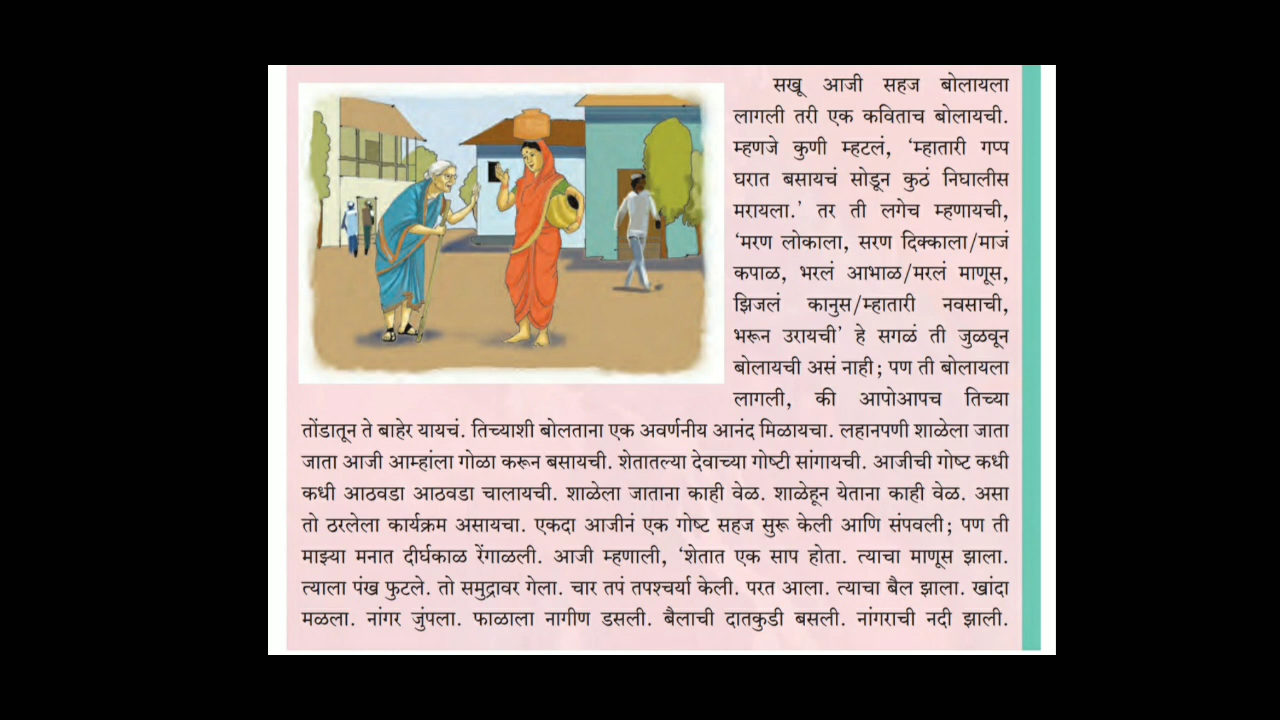 सखू आजी सहज बोलायला
लागली तरी एक कविताच बोलायची.
म्हणजे कुणी म्हटलं, ‘म्हातारी गप्प
घरात बसायचं सोडून कुठं निघालीस
मरायला.’ तर ती लगेच म्हणायची,
‘मरण लोकाला, सरण दिक्काला/माजं
कपाळ, भरलं आभाळ/मरलं माणूस,
झिजलं कानुस/म्हातारी नवसाची,
भरून उरायची’ हे सगळं ती जुळवून
बोलायची असं नाही; पण ती बोलायला
लागली, की आपोआपच तिच्या
तोंडातून ते बाहेर यायचं. तिच्याशी बोलताना एक अवर्णनीय आनंद मिळायचा. लहानपणी शाळेला जाता
जाता आजी आम्हांला गोळा करून बसायची. शेतातल्या देवाच्या गोष्टी सांगायची. आजीची गोष्ट कधी
कधी आठवडा आठवडा चालायची. शाळेला जाताना काही वेळ. शाळेहून येताना काही वेळ. असा
तो ठरलेला कार्यक्रम असायचा. एकदा आजीनं एक गोष्ट सहज सुरू केली आणि संपवली; पण ती
माझ्या मनात दीर्घकाळ रेंगाळली. आजी म्हणाली, ‘शेतात एक साप होता. त्याचा माणूस झाला.
त्याला पंख फुटले. तो समुद्रावर गेला. चार तपं तपश्चर्या केली. परत आला. त्याचा बैल झाला. खांदा
मळला. नांगर जुंपला. फाळाला नागीण डसली. बैलाची दातकुडी बसली. नांगराची नदी झाली.